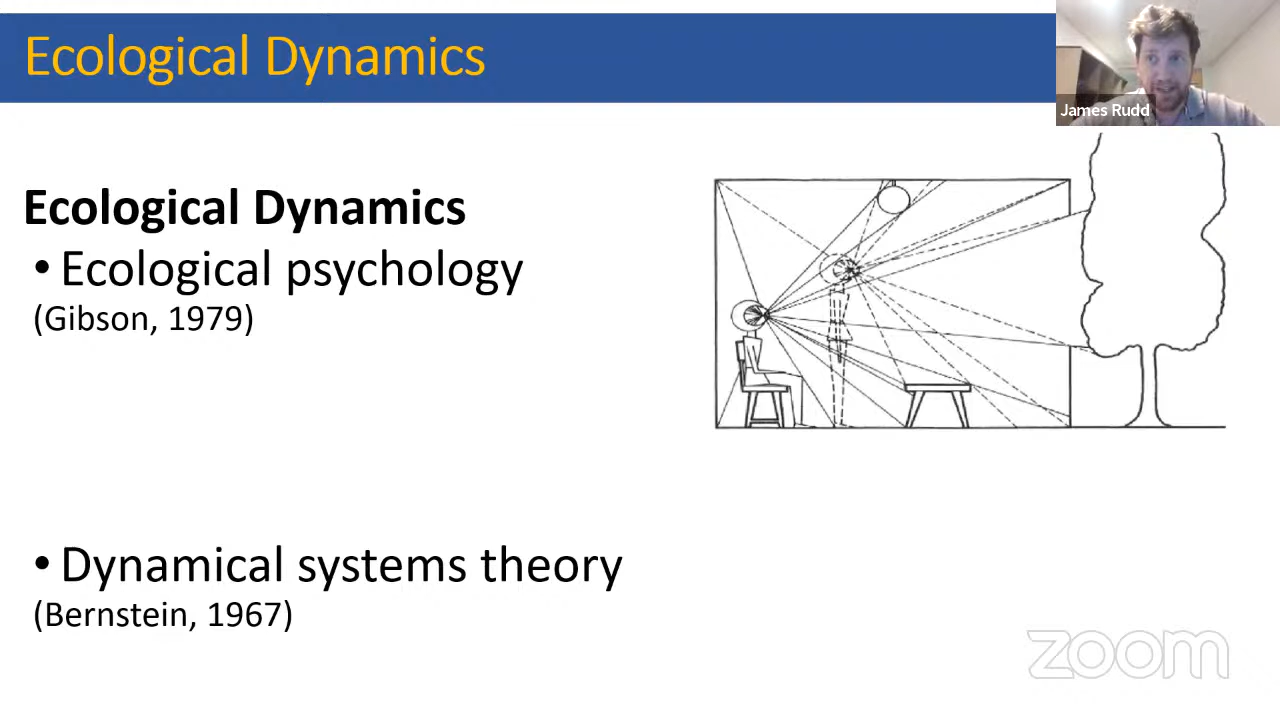 Ecological Dynamics
James Rudd
Ecological Dynamics
• Ecological psychology
(Gibson, 1979)
• Dynamical systems theory
(Bernstein, 1967)
zoom